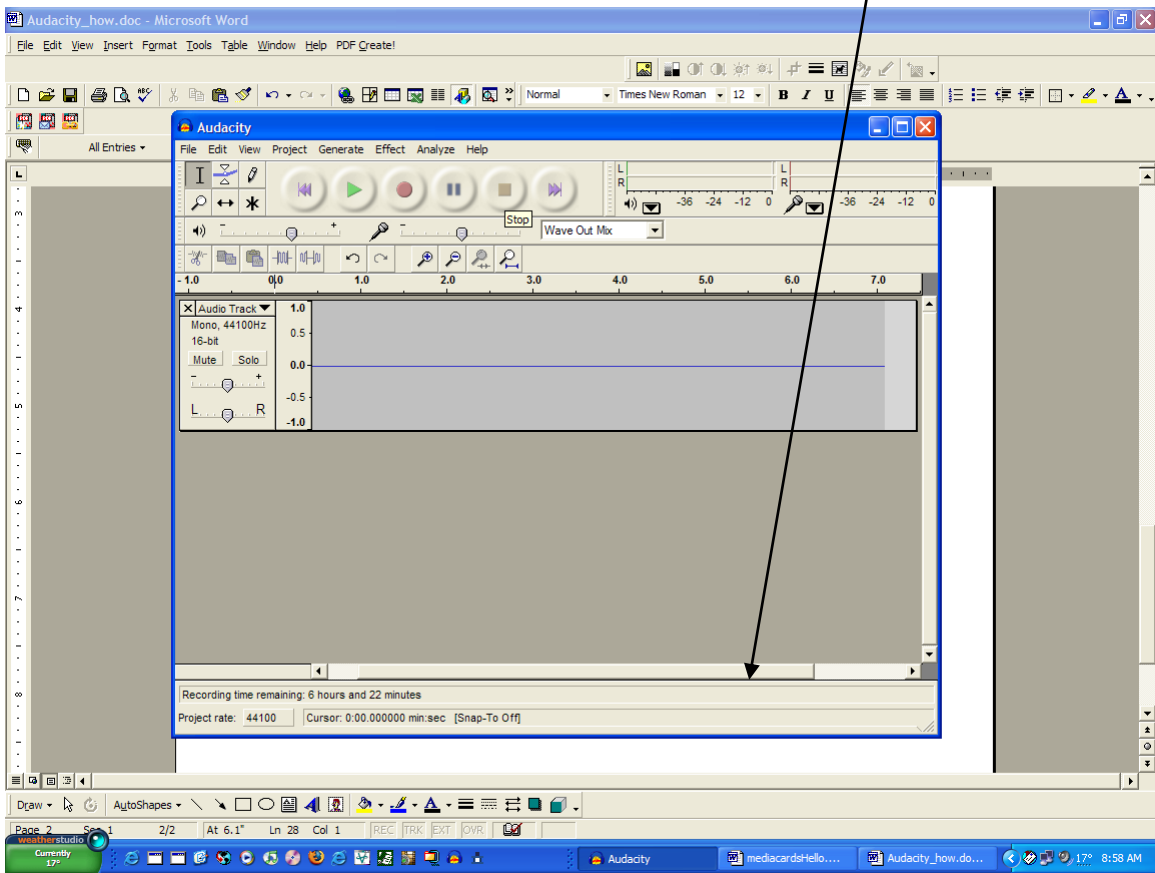 Audacity_how.doc - Microsoft Word
File Edit View Insert Format Tools Table Window Help PDF Create!
Normal Times New Roman 12 B I U
All Entries
Audacity
File Edit View Project Generate Effect Analyze Help
L L
R R
-36 -24 -12 0 -36 -24 -12 0
Stop
- + - Wave Out Mix
- 1.0 0,0 1.0 2.0 3.0 4.0 5.0 6.0 7.0
X Audio Track 1.0
Mono, 44100Hz
16-bit 0.5
Mute Solo 0.0
- +
-0.5
L R
-1.0
3
4
5
6
7
8
Recording time remaining: 6 hours and 22 minutes
Project rate: 44100 Cursor: 0:00.000000 min:sec [Snap-To Off]
Draw AutoShapes
Page 2 Sec 1 2/2 At 6.1" Ln 28 Col 1 REC TRK EXT OVR
weatherstudio
Currently
17°
Audacity mediacardsHello.... Audacity_how.do... 17° 8:58 AM